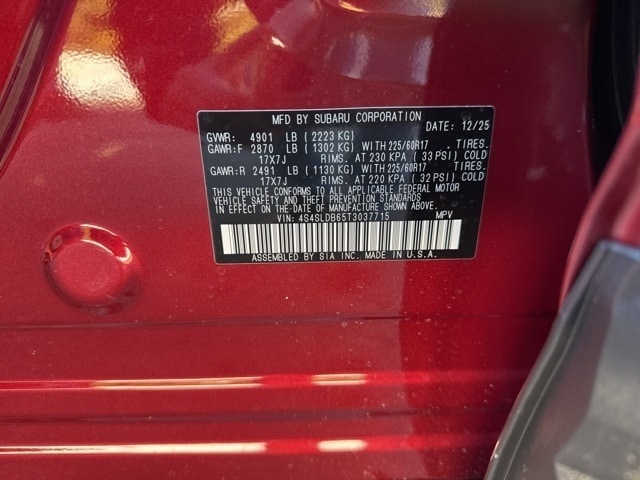 MFD BY SUBARU CORPORATION
GVWR: 4901 LB (2223 KG) DATE: 12/25
GAWR:F 2870 LB (1302 KG) WITH 225/60R17 TIRES.
17X7J RIMS. AT 230 KPA (33 PSI) COLD
GAWR:R 2491 LB (1130 KG) WITH 225/60R17 TIRES.
17X7J RIMS. AT 220 KPA (32 PSI) COLD
THIS VEHICLE CONFORMS TO ALL APPLICABLE FEDERAL MOTOR
VEHICLE SAFETY AND THEFT PREVENTION STANDARDS
IN EFFECT ON THE DATE OF MANUFACTURE SHOWN ABOVE.
VIN: 4S4SLDB65T3037715 MPV
ASSEMBLED BY SIA INC. MADE IN U.S.A.